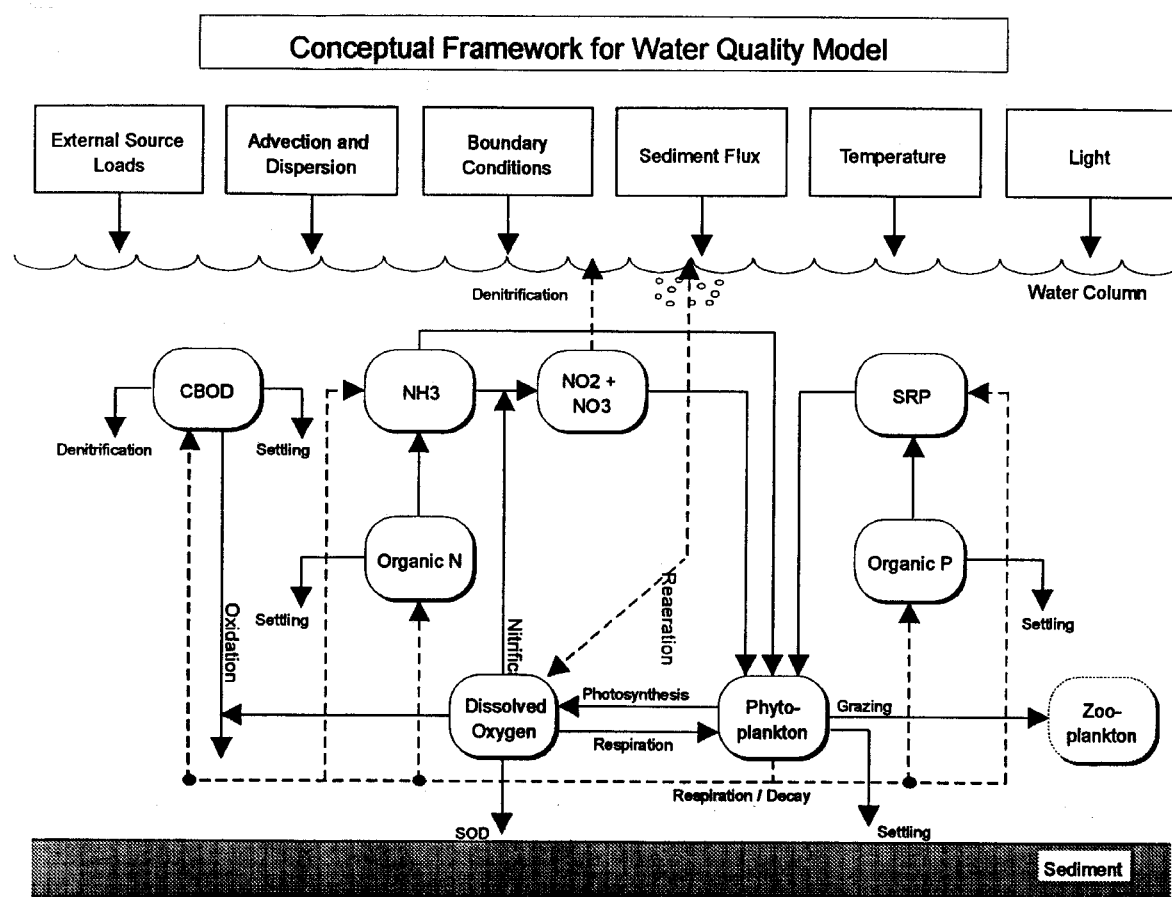 Conceptual Framework for Water Quality Model
External Source
Loads
Advection and
Dispersion
Boundary
Conditions
Sediment Flux
Temperature
Light
Denitrification
Water Column
CBOD
NH3
NO2 +
NO3
SRP
Denitrification
Settling
Organic N
Organic P
Settling
Settling
Oxidation
Nitrific
Reaeration
Dissolved
Oxygen
Photosynthesis
Respiration
Phyto-
plankton
Grazing
Zoo-
plankton
Respiration / Decay
SOD
Settling
Sediment